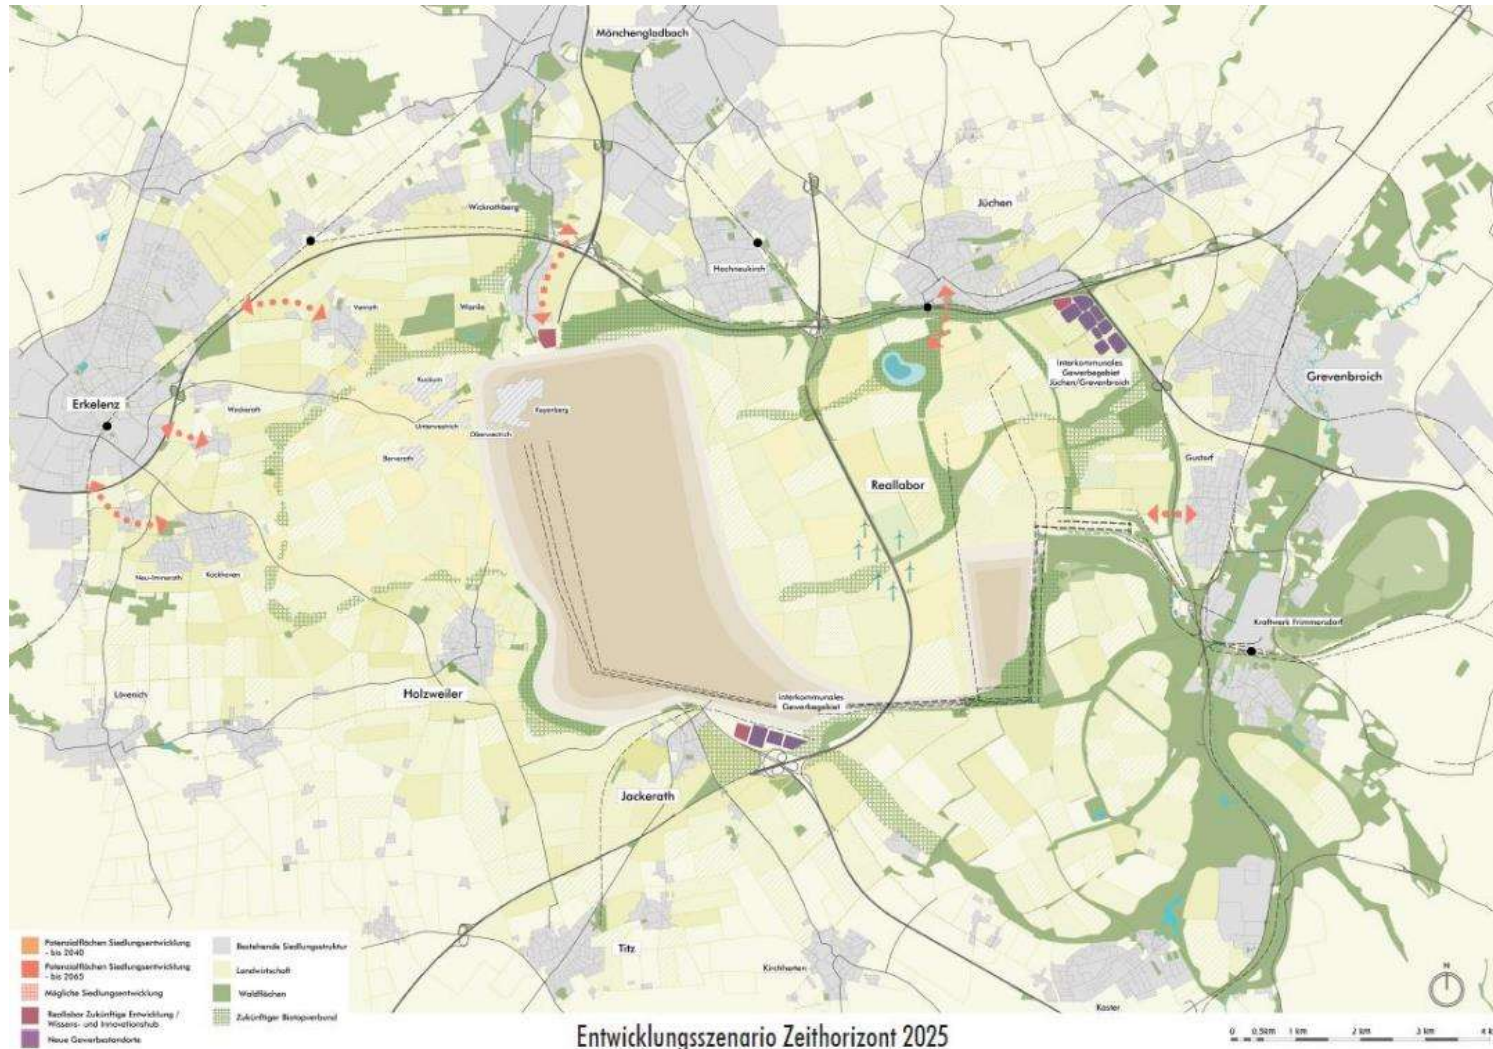 Mönchengladbach
Wickrathberg
Jüchen
Hochneukirch
Venrath
Wanlo
Interkommunales
Gewerbegebiet
Jüchen/Grevenbroich
Grevenbroich
Erkelenz
Kuckum
Keyenberg
Wockerath
Unterwestrich
Oberwestrich
Berverath
Gustorf
Reallabor
Neu-Immerath
Kückhoven
Kraftwerk Frimmersdorf
Lövenich
Holzweiler
Interkommunales
Gewerbegebiet
Jackerath
Titz
Kirchherten
Kaster
Potenzialflächen Siedlungsentwicklung
- bis 2040
Potenzialflächen Siedlungsentwicklung
- bis 2065
Mögliche Siedlungsentwicklung
Reallabor Zukünftige Entwicklung /
Wissens- und Innovationshub
Neue Gewerbestandorte
Bestehende Siedlungsstruktur
Landwirtschaft
Waldflächen
Zukünftiger Biotopverbund
Entwicklungsszenario Zeithorizont 2025
N
0 0,5km 1 km 2 km 3 km 4 k